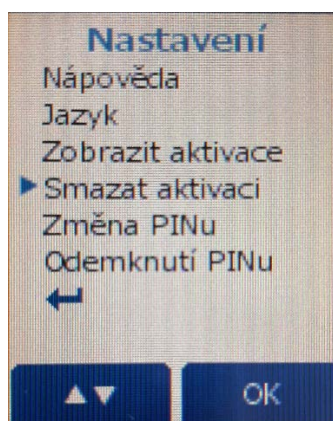 Nastavení
Nápověda
Jazyk
Zobrazit aktivace
Smazat aktivaci
Změna PINu
Odemknutí PINu
OK